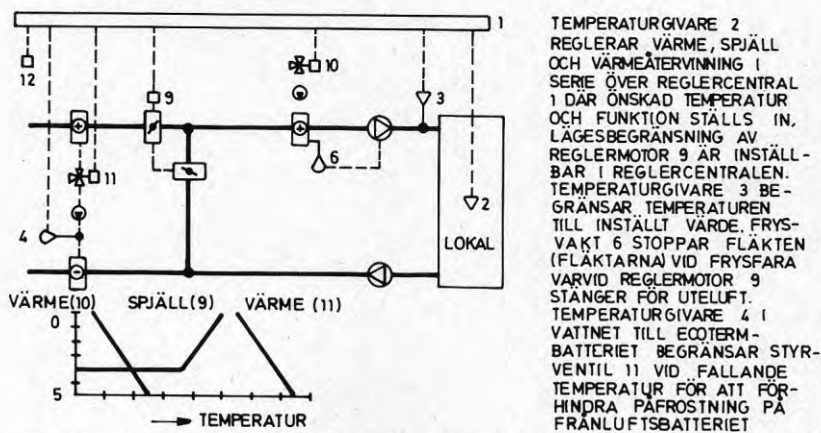 1
12
9
10
3
6
11
2
4
LOKAL
VÄRME(10) SPJÄLL(9) VÄRME (11)
0
5
TEMPERATUR
TEMPERATURGIVARE 2
REGLERAR VÄRME, SPJÄLL
OCH VÄRMEÅTERVINNING I
SERIE ÖVER REGLERCENTRAL
1 DÄR ÖNSKAD TEMPERATUR
OCH FUNKTION STÄLLS IN.
LÄGESBEGRÄNSNING AV
REGLERMOTOR 9 ÄR INSTÄLL-
BAR I REGLERCENTRALEN.
TEMPERATURGIVARE 3 BE-
GRÄNSAR TEMPERATUREN
TILL INSTÄLLT VÄRDE. FRYS-
VAKT 6 STOPPAR FLÄKTEN
(FLÄKTARNA) VID FRYSFARA
VARVID REGLERMOTOR 9
STÄNGER FÖR UTELUFT.
TEMPERATURGIVARE 4 I
VATTNET TILL ECOTERM-
BATTERIET BEGRÄNSAR STYR-
VENTIL 11 VID FALLANDE
TEMPERATUR FÖR ATT FÖR-
HINDRA PÅFROSTNING PÅ
FRÅNLUFTSBATTERIET